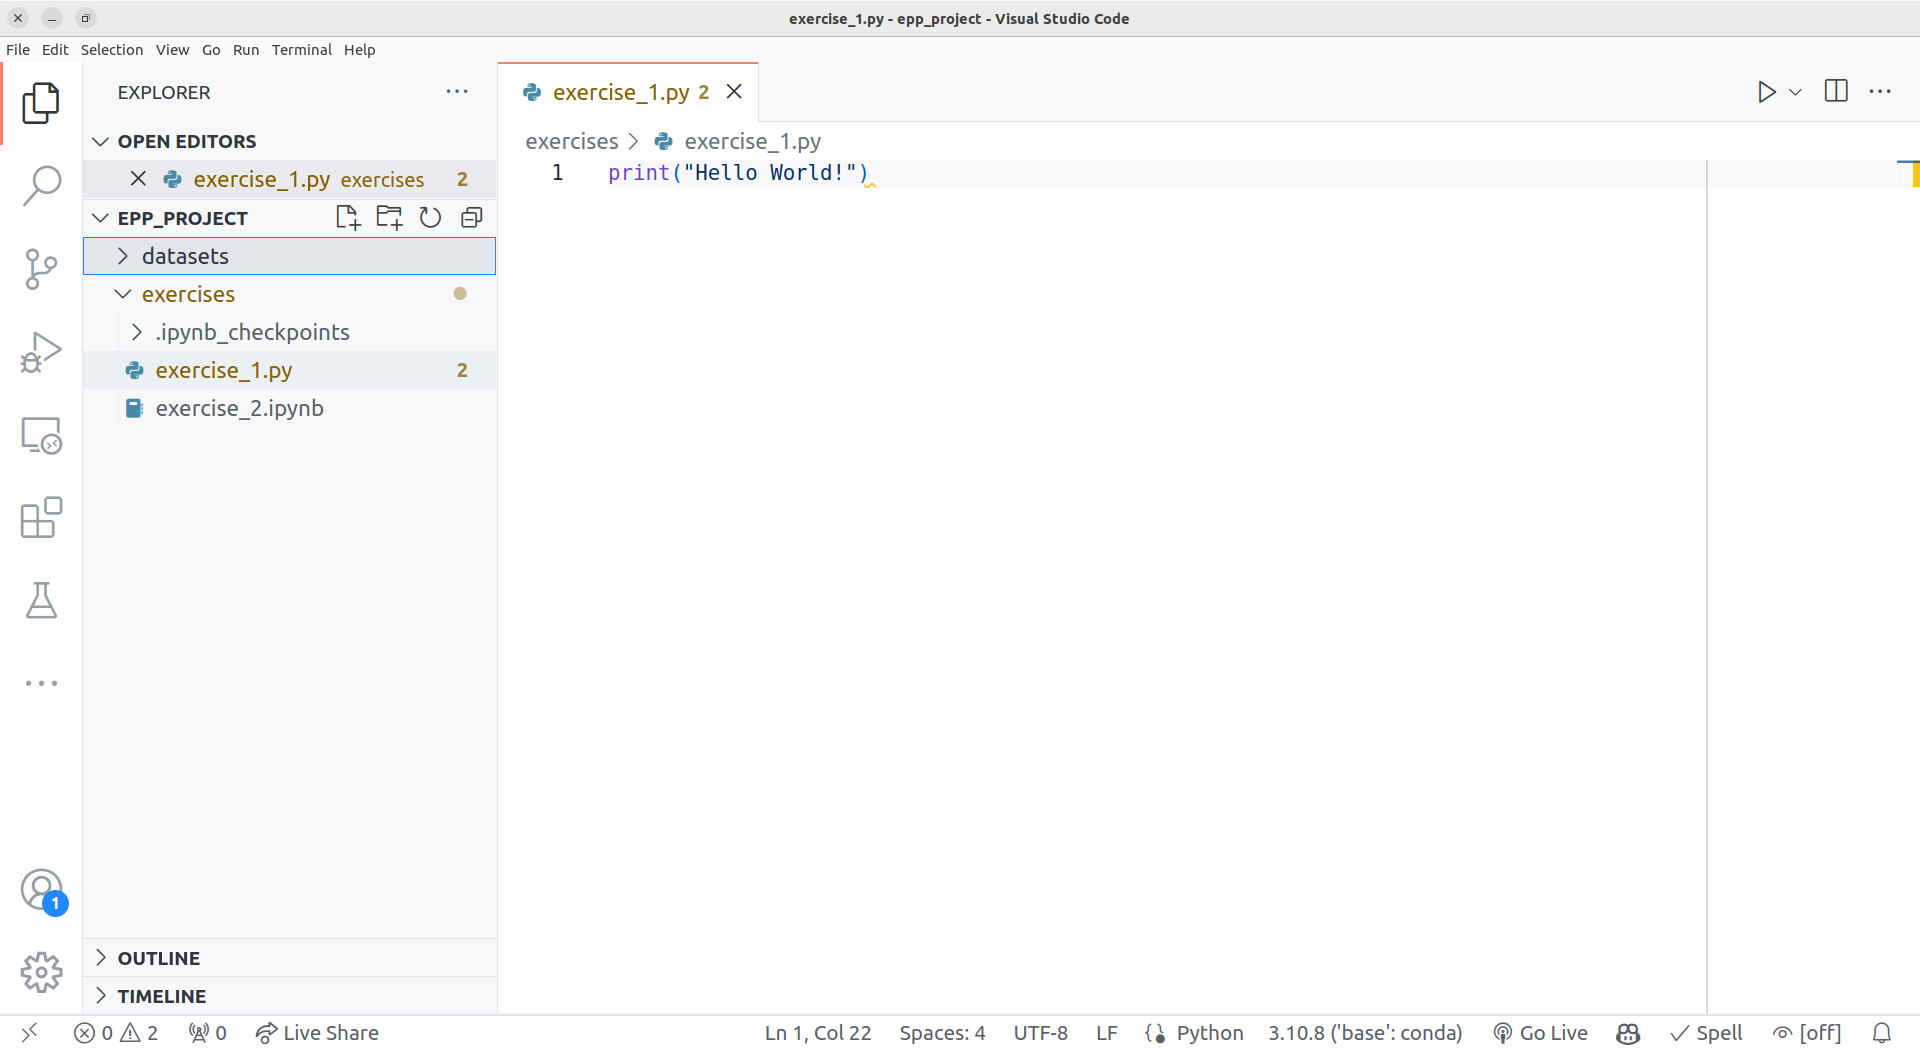 exercise_1.py - epp_project - Visual Studio Code
File Edit Selection View Go Run Terminal Help
EXPLORER
OPEN EDITORS
exercise_1.py exercises 2
EPP_PROJECT
datasets
exercises
.ipynb_checkpoints
exercise_1.py 2
exercise_2.ipynb
OUTLINE
TIMELINE
1
exercise_1.py 2
exercises > exercise_1.py
1 print("Hello World!")
0 2 0 Live Share Ln 1, Col 22 Spaces: 4 UTF-8 LF Python 3.10.8 ('base': conda) Go Live Spell [off]